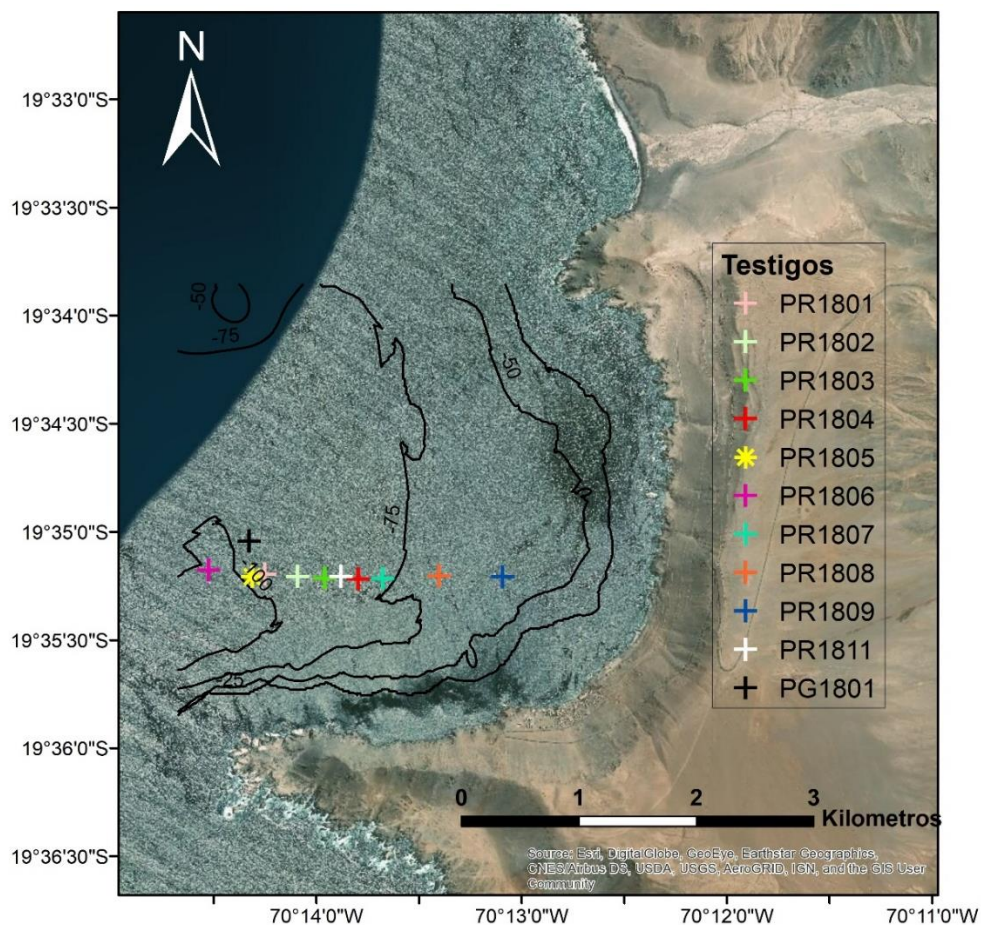 N
19°33'0"S
19°33'30"S
19°34'0"S
19°34'30"S
19°35'0"S
19°35'30"S
19°36'0"S
19°36'30"S
-50
-75
-50
-75
-100
-25
Testigos
PR1801
PR1802
PR1803
PR1804
PR1805
PR1806
PR1807
PR1808
PR1809
PR1811
PG1801
0 1 2 3
Kilometros
Source: Esri, DigitalGlobe, GeoEye, Earthstar Geographics,
CNES/Airbus DS, USDA, USGS, AeroGRID, IGN, and the GIS User
Community
70°14'0"W 70°13'0"W 70°12'0"W 70°11'0"W